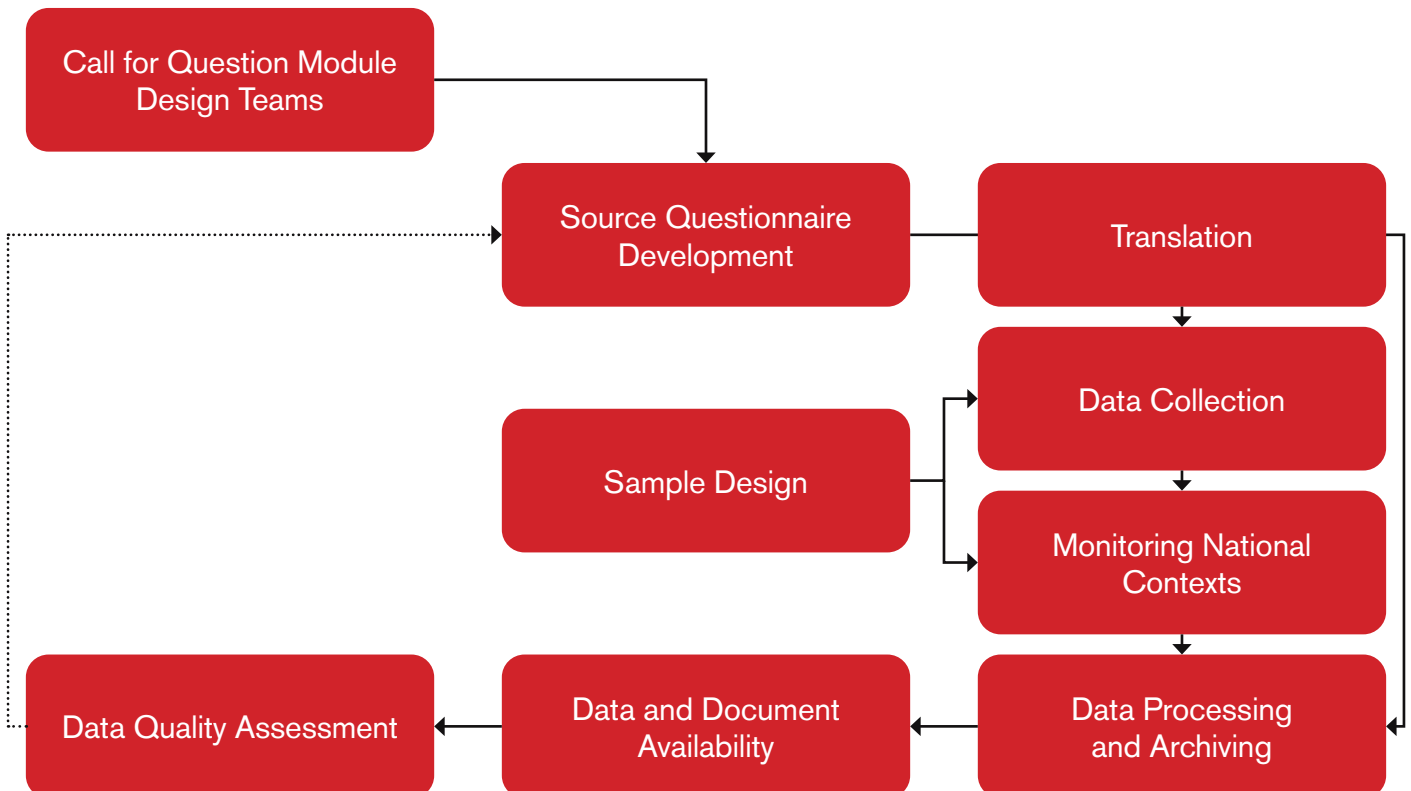 Call for Question Module
Design Teams
Source Questionnaire
Development
Translation
Data Collection
Sample Design
Monitoring National
Contexts
Data Quality Assessment
Data and Document
Availability
Data Processing
and Archiving